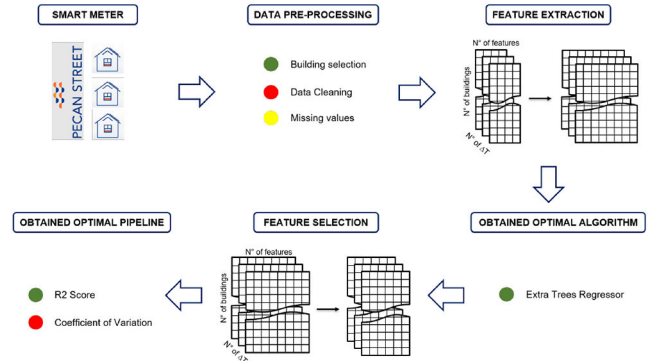 SMART METER
DATA PRE-PROCESSING
FEATURE EXTRACTION
PECAN STREET
Building selection
Data Cleaning
Missing values
N° of features
N° of buildings
N° of ΔT
OBTAINED OPTIMAL PIPELINE
FEATURE SELECTION
OBTAINED OPTIMAL ALGORITHM
R2 Score
Coefficient of Variation
N° of features
N° of buildings
N° of ΔT
Extra Trees Regressor